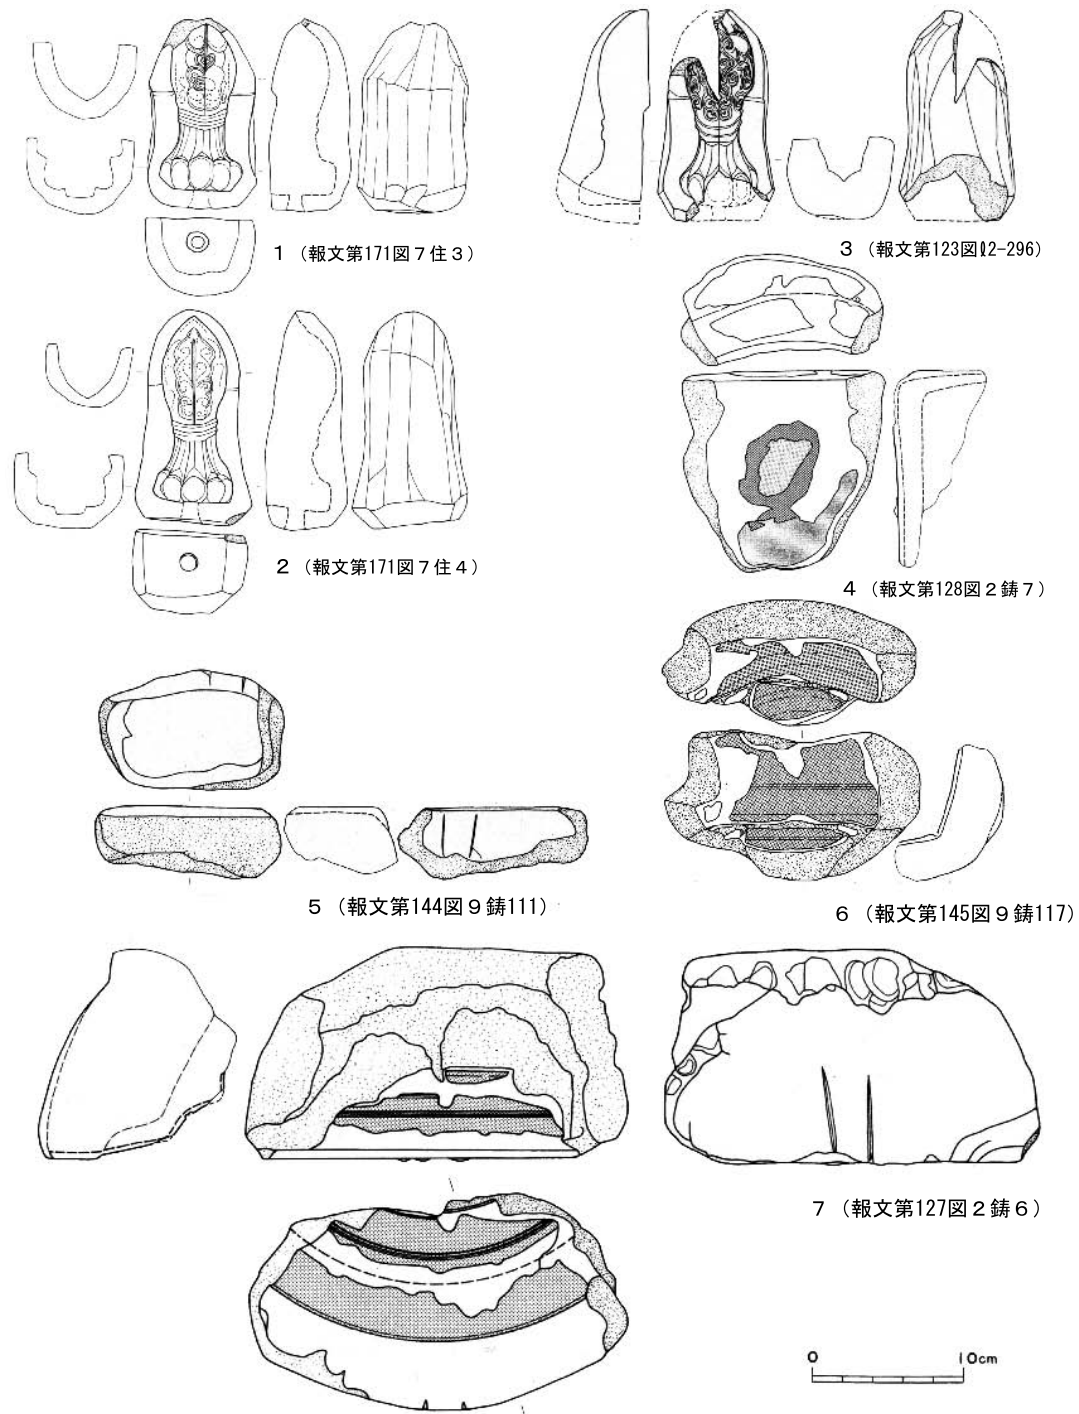 1 （報文第171図７住３）
3 （報文第123図ℓ2-296）
2 （報文第171図７住４）
4 （報文第128図２鋳７）
5 （報文第144図９鋳111）
6 （報文第145図９鋳117）
7 （報文第127図２鋳６）
0 10cm